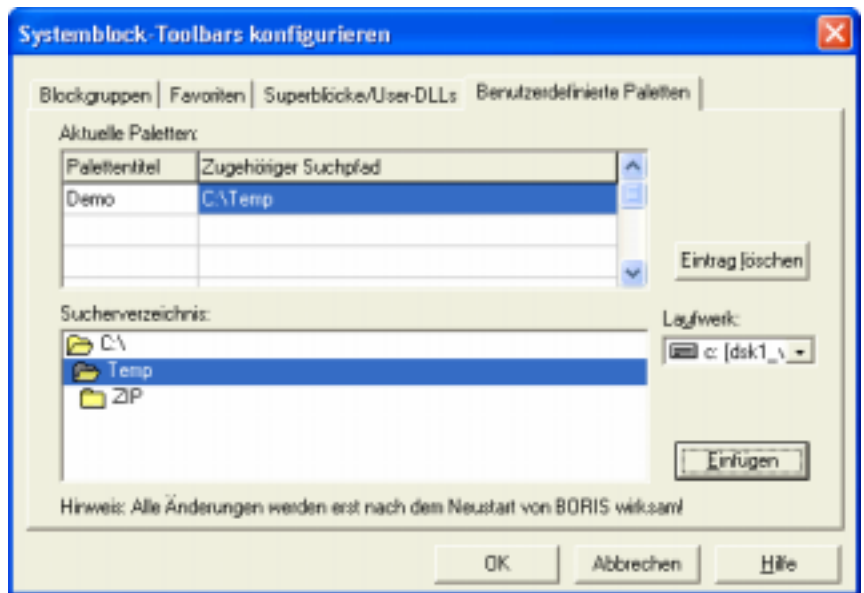 Systemblock-Toolbars konfigurieren
Blockgruppen Favoriten Superblöcke/User-DLLs Benutzerdefinierte Paletten
Aktuelle Paletten:
Palettentitel Zugehöriger Suchpfad
Demo C:\Temp
Eintrag löschen
Sucherverzeichnis:
Laufwerk:
C:\
c: [dsk1_v
Temp
ZIP
Einfügen
Hinweis: Alle Änderungen werden erst nach dem Neustart von BORIS wirksam!
OK Abbrechen Hilfe